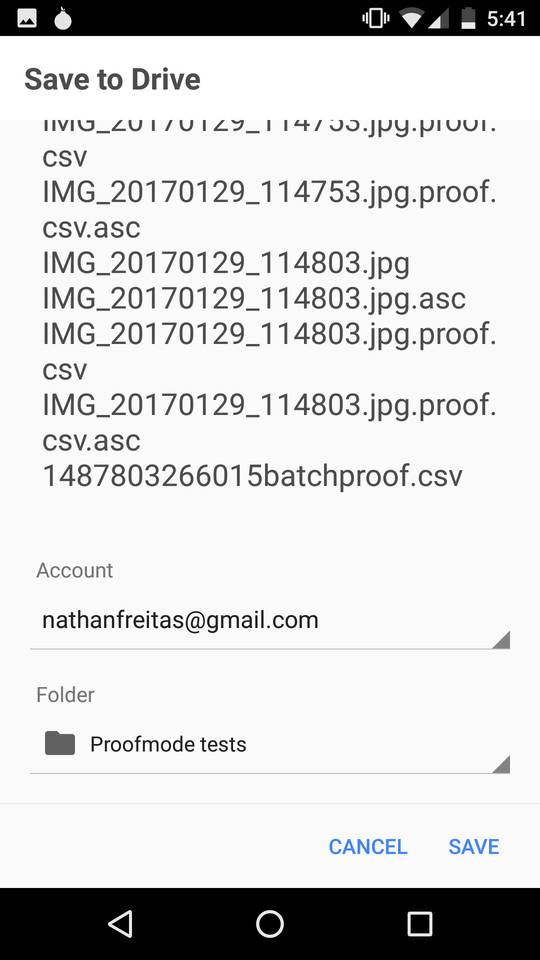 5:41
Save to Drive
IMG_20170129_114753.jpg.proof.
csv
IMG_20170129_114753.jpg.proof.
csv.asc
IMG_20170129_114803.jpg
IMG_20170129_114803.jpg.asc
IMG_20170129_114803.jpg.proof.
csv
IMG_20170129_114803.jpg.proof.
csv.asc
1487803266015batchproof.csv
Account
nathanfreitas@gmail.com
Folder
Proofmode tests
CANCEL SAVE